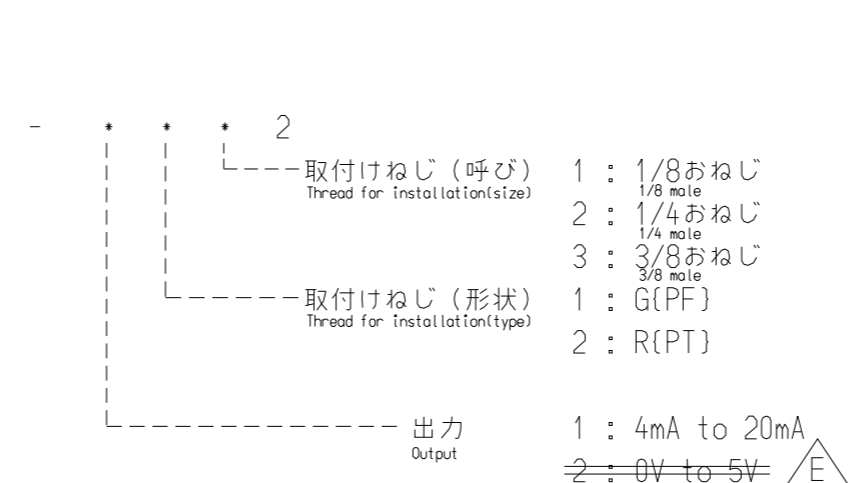 - * * * 2
取付けねじ（呼び） 1 : 1/8おねじ
Thread for installation(size) 1/8 male
2 : 1/4おねじ
1/4 male
3 : 3/8おねじ
3/8 male
取付けねじ（形状） 1 : G{PF}
Thread for installation(type)
2 : R{PT}
出力 1 : 4mA to 20mA
Output
2 : 0V to 5V E